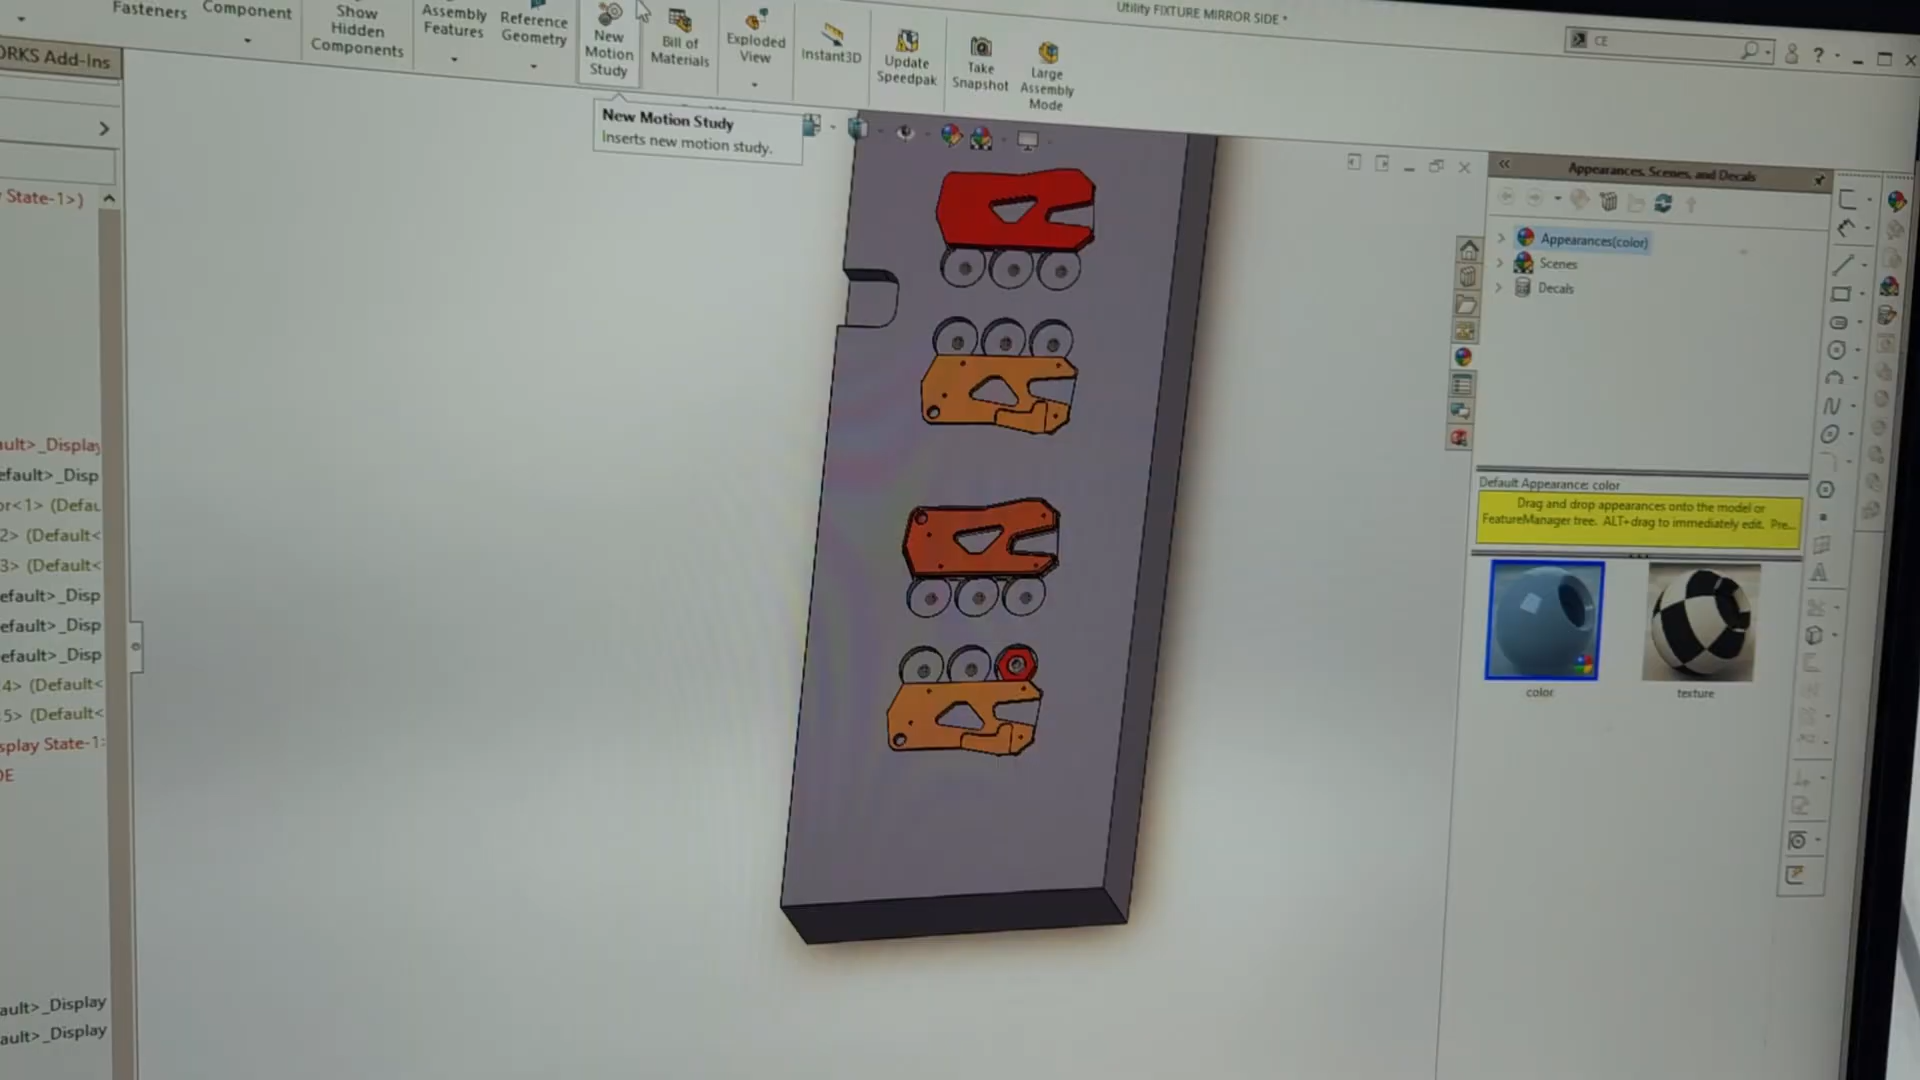 Utility FIXTURE MIRROR SIDE *
CE
Fasteners
Component
Show
Hidden
Components
Assembly
Features
Reference
Geometry
New
Motion
Study
Bill of
Materials
Exploded
View
Instant3D
Update
Speedpak
Take
Snapshot
Large
Assembly
Mode
ORKS Add-Ins
New Motion Study
Inserts new motion study.
State-1>)
ault>_Display
efault>_Disp
or<1> (Defau
2> (Default<
3> (Default<
efault>_Disp
efault>_Disp
efault>_Disp
4> (Default<
5> (Default<
splay State-1>
DE
ault>_Display
ault>_Display
Appearances, Scenes, and Decals
Appearances(color)
Scenes
Decals
Default Appearance: color
Drag and drop appearances onto the model or
FeatureManager tree. ALT+drag to immediately edit. Pre...
color
texture